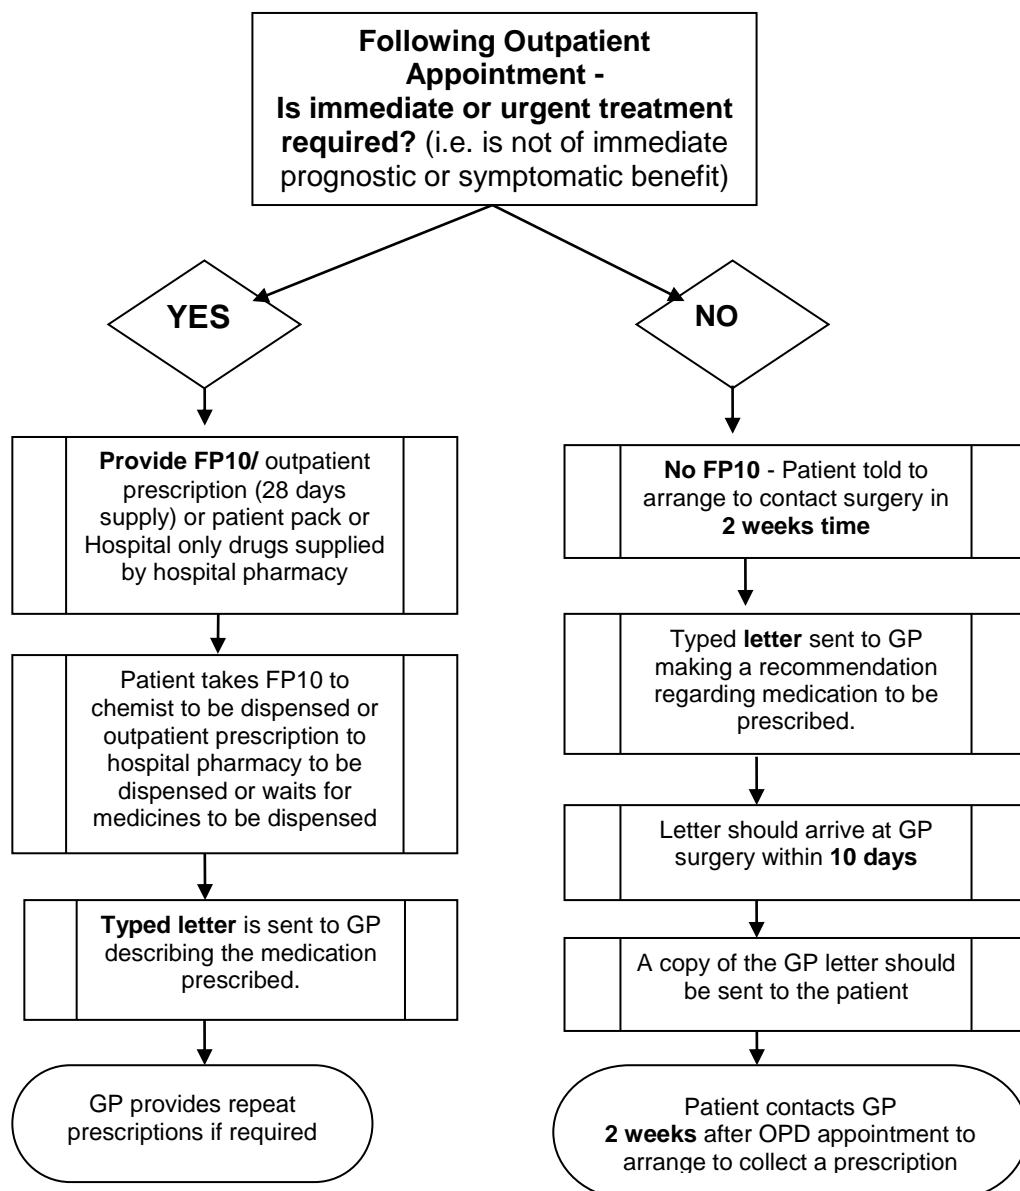 Following Outpatient
Appointment -
Is immediate or urgent treatment
required? (i.e. is not of immediate
prognostic or symptomatic benefit)
YES
NO
Provide FP10/ outpatient
prescription (28 days
supply) or patient pack or
Hospital only drugs supplied
by hospital pharmacy
Patient takes FP10 to
chemist to be dispensed or
outpatient prescription to
hospital pharmacy to be
dispensed or waits for
medicines to be dispensed
Typed letter is sent to GP
describing the medication
prescribed.
GP provides repeat
prescriptions if required
No FP10 - Patient told to
arrange to contact surgery in
2 weeks time
Typed letter sent to GP
making a recommendation
regarding medication to be
prescribed.
Letter should arrive at GP
surgery within 10 days
A copy of the GP letter should
be sent to the patient
Patient contacts GP
2 weeks after OPD appointment to
arrange to collect a prescription